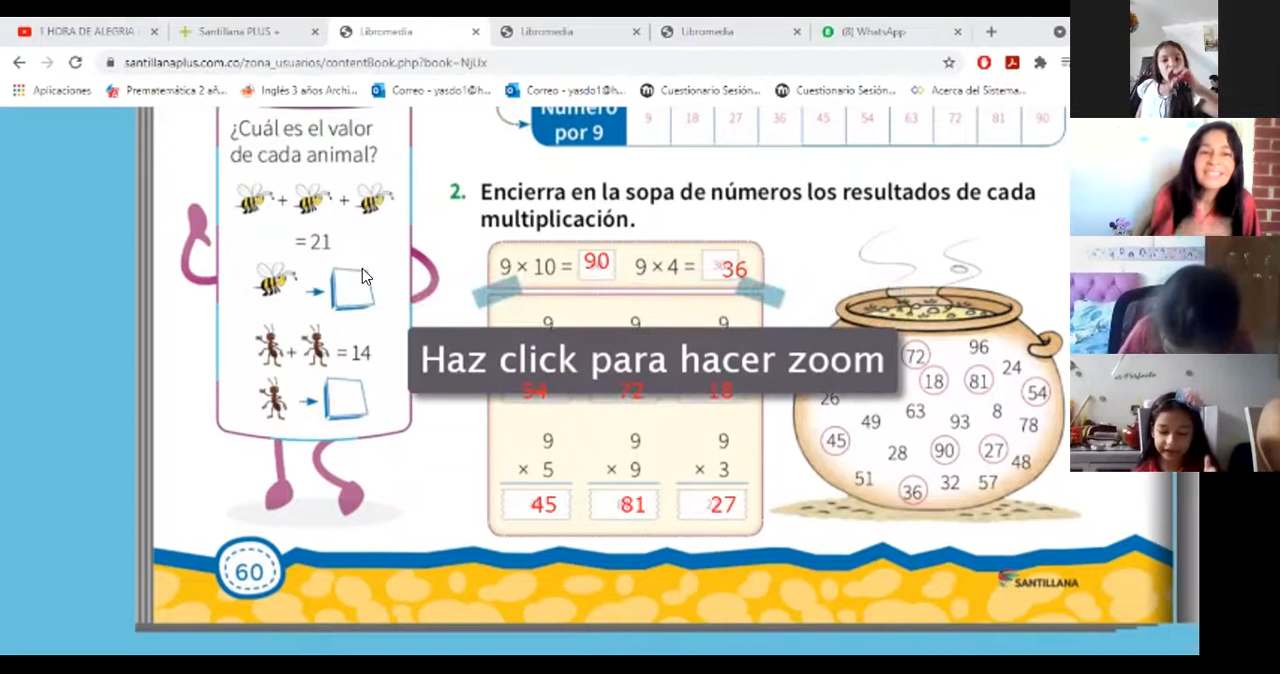 1 HORA DE ALEGRIA
Santillana PLUS +
Libromedia
Libromedia
Libromedia
(8) WhatsApp
santillanaplus.com.co/zona_usuarios/contentBook.php?book=NjUx
Aplicaciones
Prematemática 2 añ...
Inglés 3 años Archi...
Correo - yasdo1@h...
Correo - yasdo1@h...
Cuestionario Sesión...
Cuestionario Sesión...
Acerca del Sistema...
¿Cuál es el valor
de cada animal?
+ +
= 21
+ = 14
Número
por 9
9 18 27 36 45 54 63 72 81 90
2. Encierra en la sopa de números los resultados de cada
multiplicación.
9 × 10 = 90 9 × 4 = 36
9 9 9
Haz click para hacer zoom
54 72 18
9 9 9
× 5 × 9 × 3
45 81 27
72 96
24
18 81
54
26
63 8
49 93 78
45
28 90 27
48
51 32 57
36
60
SANTILLANA